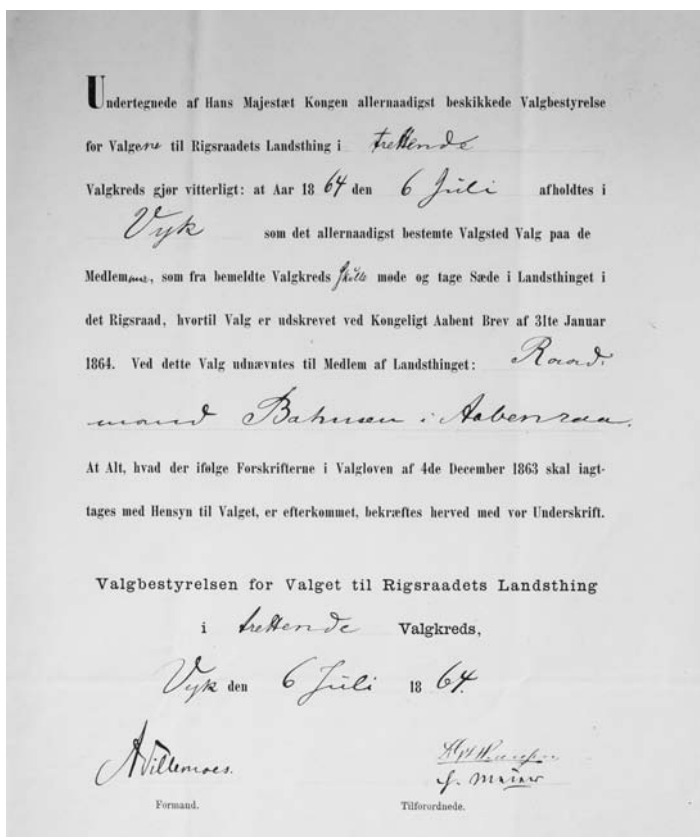 Undertegnede af Hans Majestæt Kongen allernaadigst beskikkede Valgbestyrelse
for Valgene til Rigsraadets Landsthing i trettende
Valgkreds gjør vitterligt: at Aar 1864 den 6 Juli afholdtes i
Vyk som det allernaadigst bestemte Valgsted Valg paa de
Medlemmer, som fra bemeldte Valgkreds skulle møde og tage Sæde i Landsthinget i
det Rigsraad, hvortil Valg er udskrevet ved Kongeligt Aabent Brev af 31te Januar
1864. Ved dette Valg udnævntes til Medlem af Landsthinget: Raad-
mand Bahnsen i Aabenraa.
At Alt, hvad der ifølge Forskrifterne i Valgloven af 4de December 1863 skal iagt-
tages med Hensyn til Valget, er efterkommet, bekræftes herved med vor Underskrift.
Valgbestyrelsen for Valget til Rigsraadets Landsthing
i trettende Valgkreds,
Vyk den 6 Juli 1864.
AVillemoes.
Formand.
Tilforordnede.